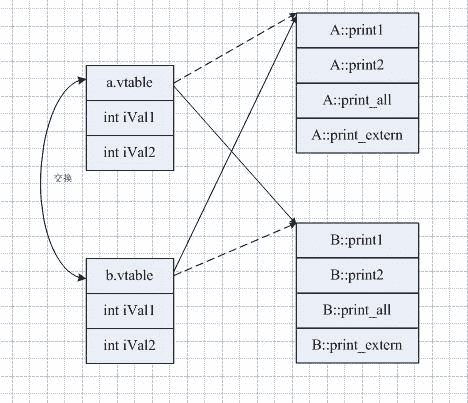 a.vtable
int iVal1
int iVal2
交换
b.vtable
int iVal1
int iVal2
A::print1
A::print2
A::print_all
A::print_extern
B::print1
B::print2
B::print_all
B::print_extern